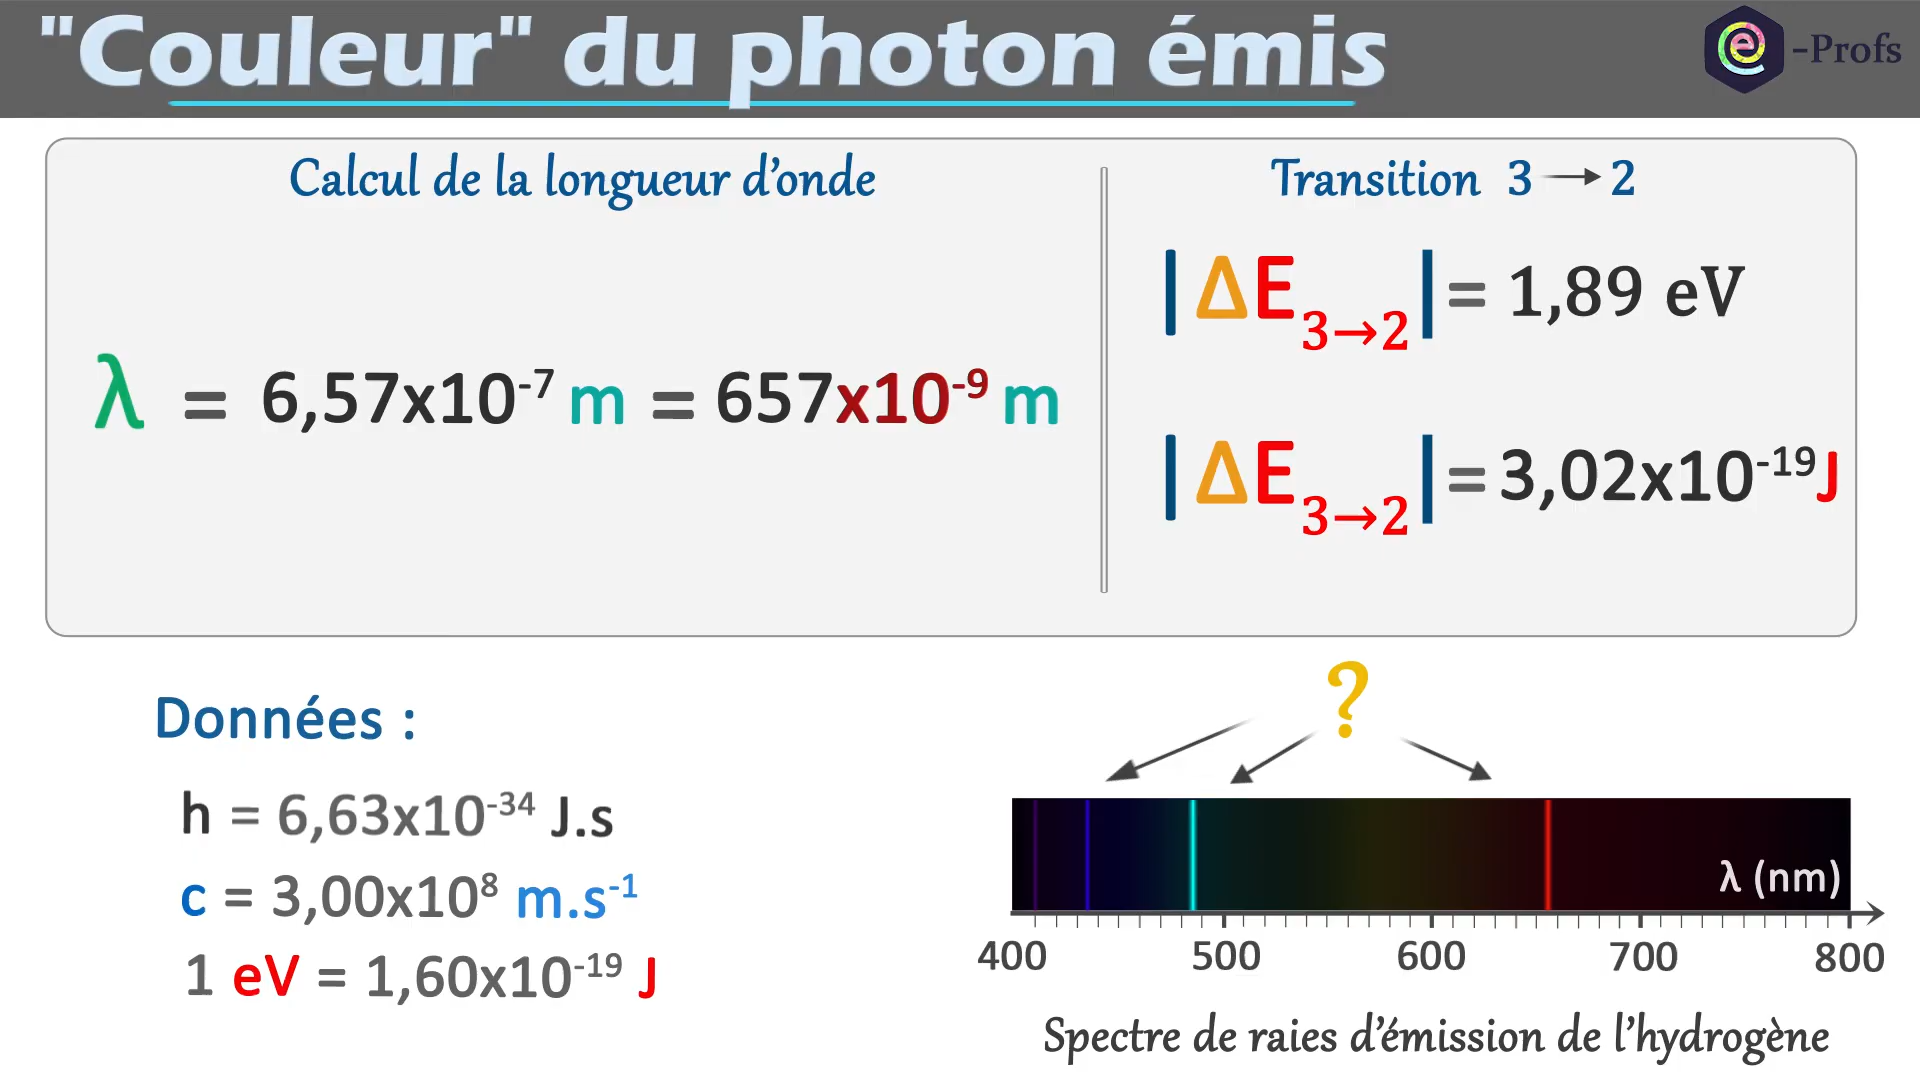 "Couleur" du photon émis
e -Profs
Calcul de la longueur d'onde
λ = 6,57x10⁻⁷ m = 657x10⁻⁹ m
Transition 3 → 2
|ΔE₃→₂| = 1,89 eV
|ΔE₃→₂| = 3,02x10⁻¹⁹ J
Données :
h = 6,63x10⁻³⁴ J.s
c = 3,00x10⁸ m.s⁻¹
1 eV = 1,60x10⁻¹⁹ J
?
λ (nm)
400 500 600 700 800
Spectre de raies d'émission de l'hydrogène